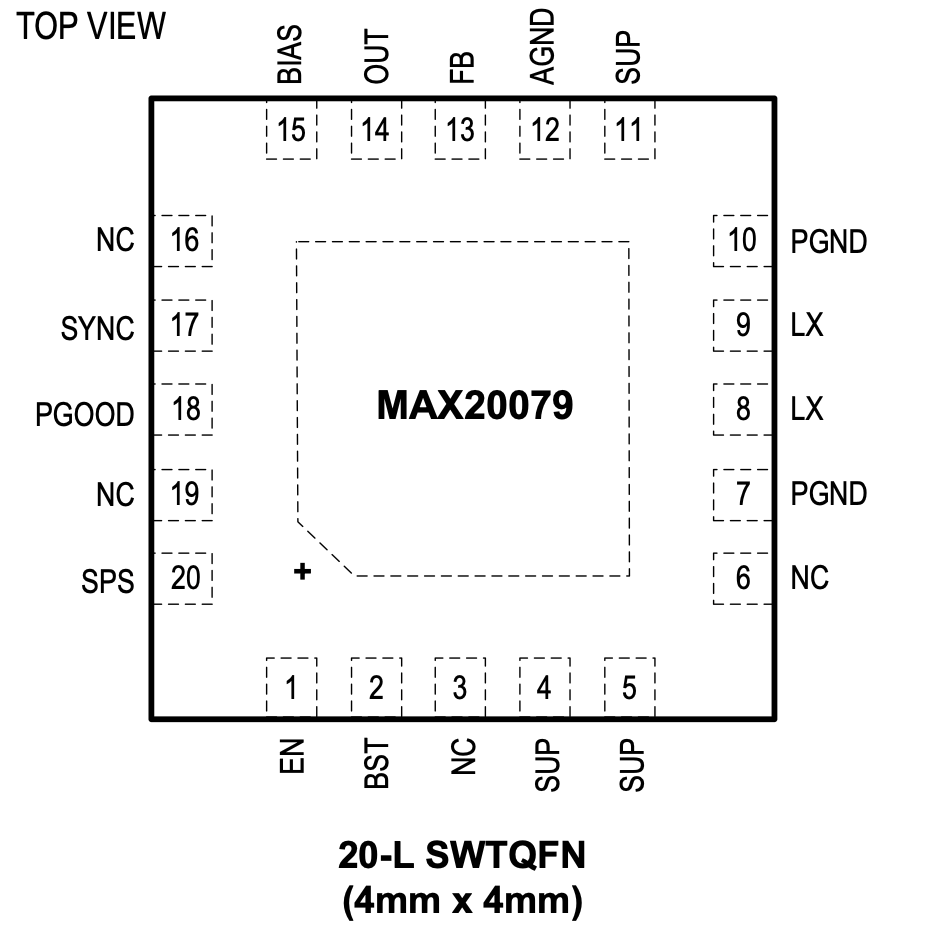 TOP VIEW
BIAS OUT FB AGND SUP
15 14 13 12 11
NC 16 10 PGND
SYNC 17 9 LX
MAX20079
PGOOD 18 8 LX
NC 19 7 PGND
SPS 20 6 NC
+
1 2 3 4 5
EN BST NC SUP SUP
20-L SWTQFN
(4mm x 4mm)